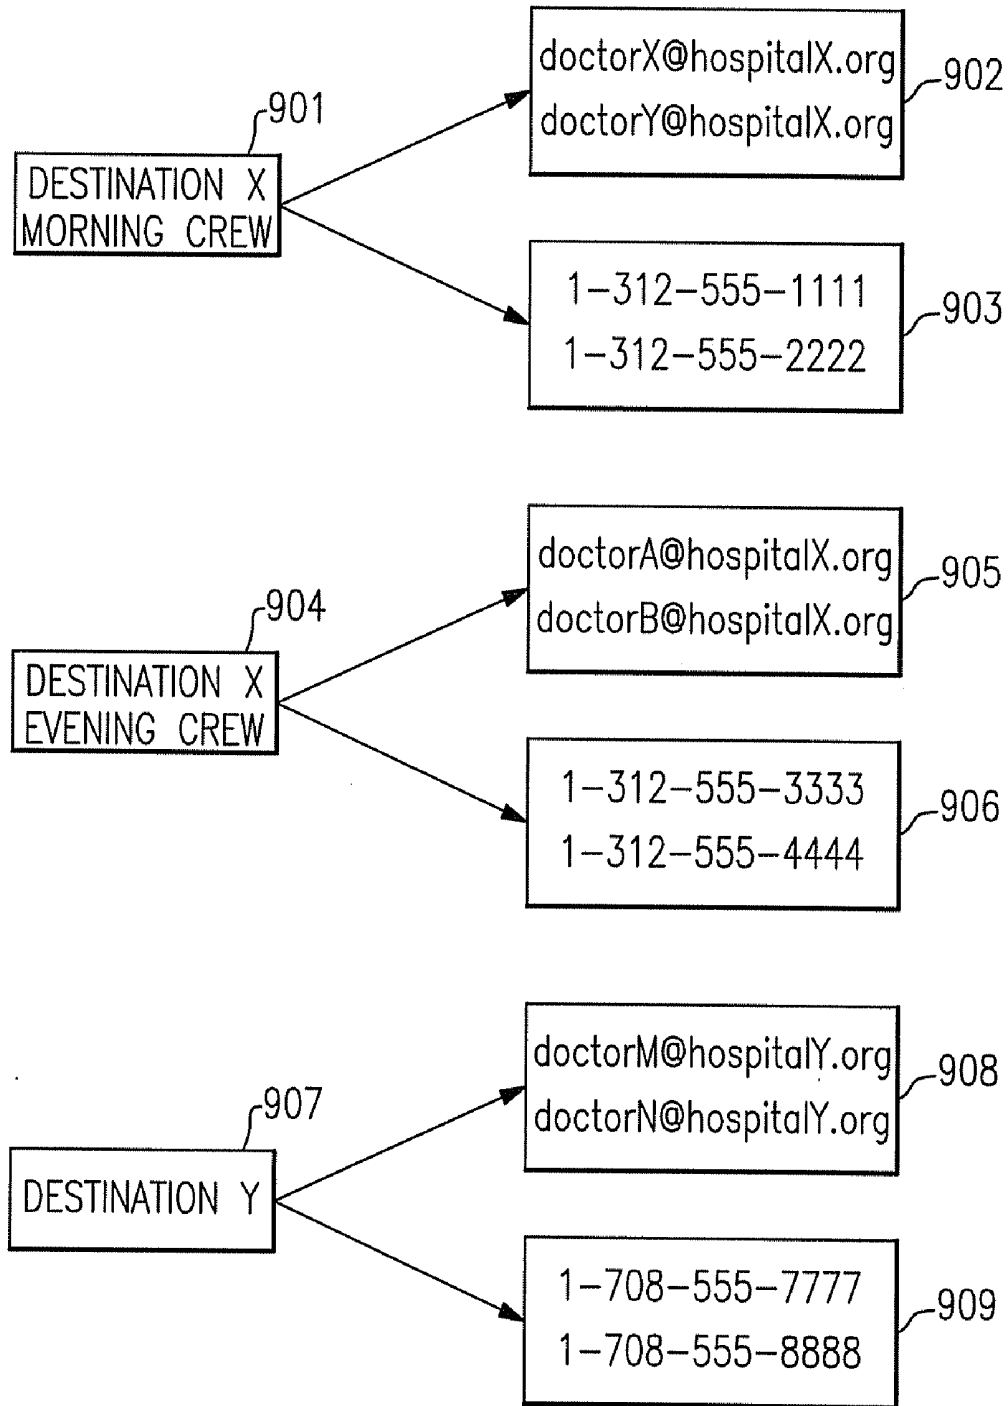 901
DESTINATION X
MORNING CREW
doctorX@hospitalX.org
doctorY@hospitalX.org
902
1-312-555-1111
1-312-555-2222
903
904
DESTINATION X
EVENING CREW
doctorA@hospitalX.org
doctorB@hospitalX.org
905
1-312-555-3333
1-312-555-4444
906
907
DESTINATION Y
doctorM@hospitalY.org
doctorN@hospitalY.org
908
1-708-555-7777
1-708-555-8888
909